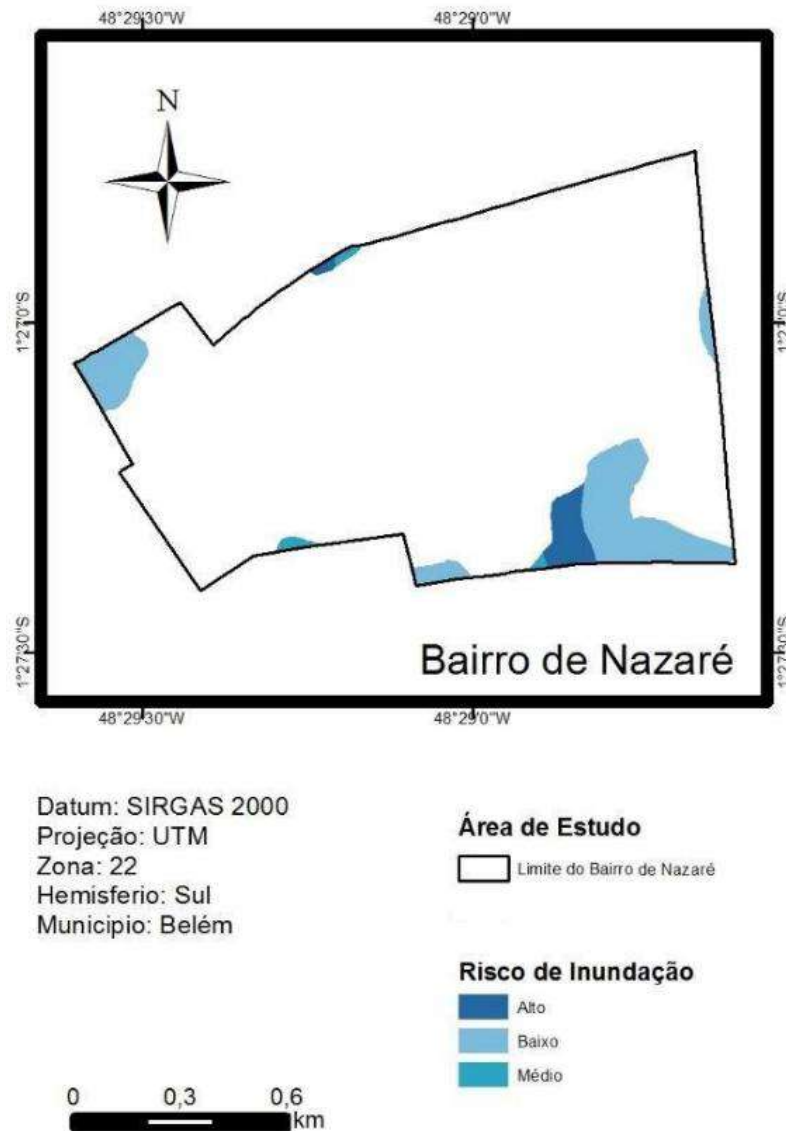 48°29'30"W
48°29'0"W
N
1°27'0"S
1°27'0"S
1°27'30"S
1°27'30"S
Bairro de Nazaré
48°29'30"W
48°29'0"W
Datum: SIRGAS 2000
Projeção: UTM
Zona: 22
Hemisferio: Sul
Municipio: Belém
Área de Estudo
Limite do Bairro de Nazaré
Risco de Inundação
Alto
Baixo
Médio
0 0,3 0,6
km